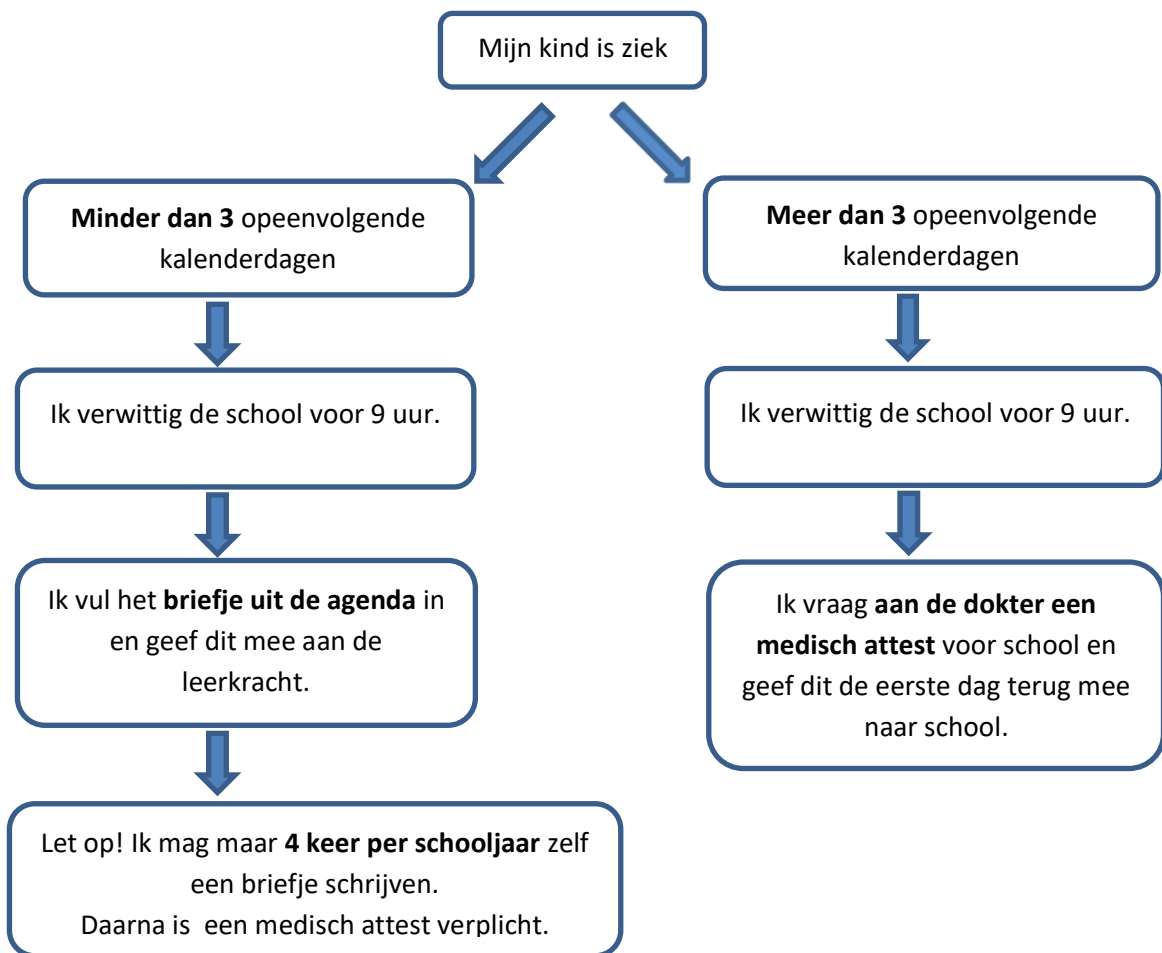 Mijn kind is ziek
Minder dan 3 opeenvolgende
kalenderdagen
Ik verwittig de school voor 9 uur.
Ik vul het briefje uit de agenda in
en geef dit mee aan de
leerkracht.
Let op! Ik mag maar 4 keer per schooljaar zelf
een briefje schrijven.
Daarna is  een medisch attest verplicht.
Meer dan 3 opeenvolgende
kalenderdagen
Ik verwittig de school voor 9 uur.
Ik vraag aan de dokter een
medisch attest voor school en
geef dit de eerste dag terug mee
naar school.